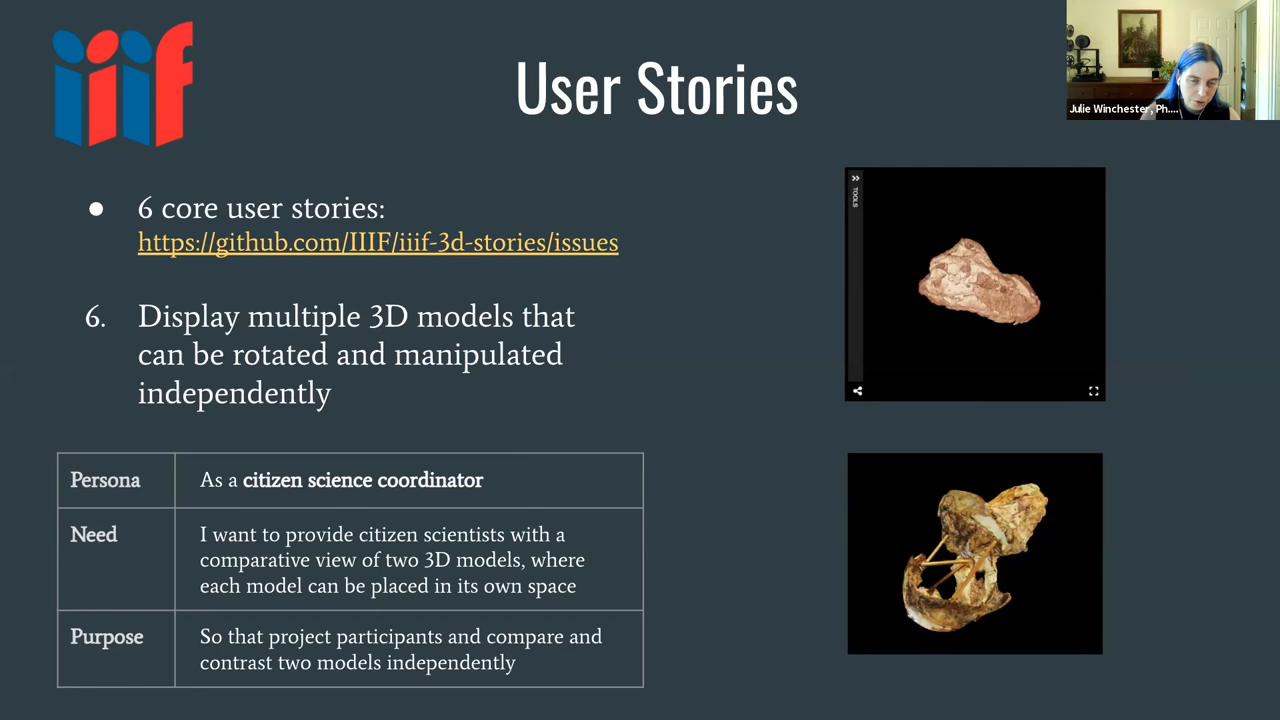 iiif
User Stories
Julie Winchester, Ph....
● 6 core user stories:
https://github.com/IIIF/iiif-3d-stories/issues
6. Display multiple 3D models that
can be rotated and manipulated
independently
Persona
As a citizen science coordinator
Need
I want to provide citizen scientists with a
comparative view of two 3D models, where
each model can be placed in its own space
Purpose
So that project participants and compare and
contrast two models independently
TOOLS